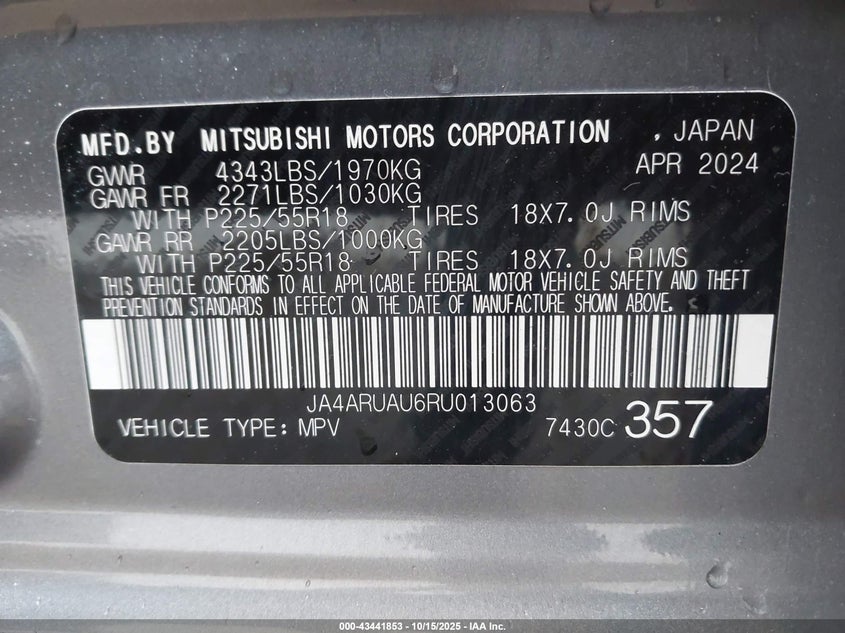 MFD.BY MITSUBISHI MOTORS CORPORATION , JAPAN
GVWR 4343LBS/1970KG APR 2024
GAWR FR 2271LBS/1030KG
WITH P225/55R18 TIRES 18X7.0J RIMS
GAWR RR 2205LBS/1000KG
WITH P225/55R18 TIRES 18X7.0J RIMS
THIS VEHICLE CONFORMS TO ALL APPLICABLE FEDERAL MOTOR VEHICLE SAFETY AND THEFT
PREVENTION STANDARDS IN EFFECT ON THE DATE OF MANUFACTURE SHOWN ABOVE.
JA4ARUAU6RU013063
VEHICLE TYPE: MPV 7430C 357
000-43441853 - 10/15/2025 - IAA Inc.